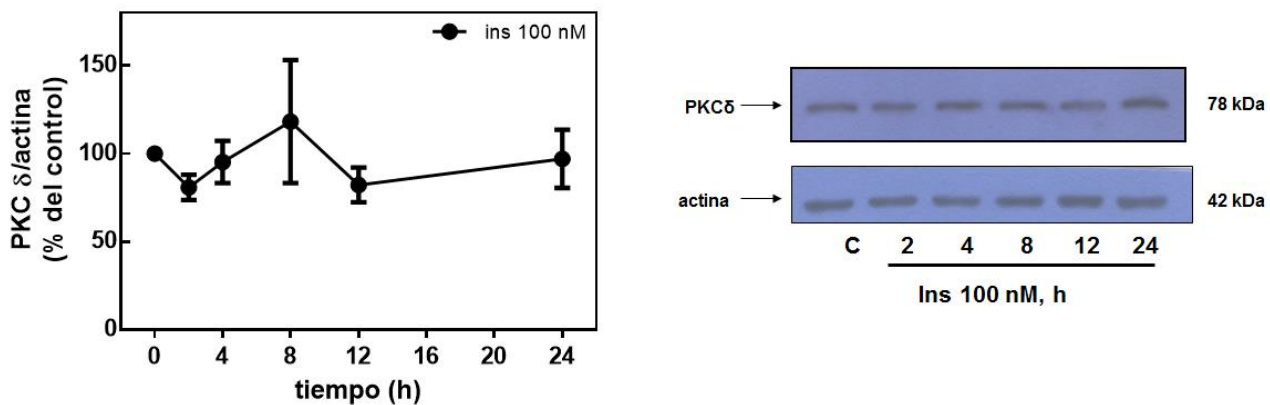 PKC δ/actina
(% del control)
150
100
50
0
ins 100 nM
0 4 8 12 16 20 24
tiempo (h)
PKCδ
78 kDa
actina
42 kDa
C 2 4 8 12 24
Ins 100 nM, h